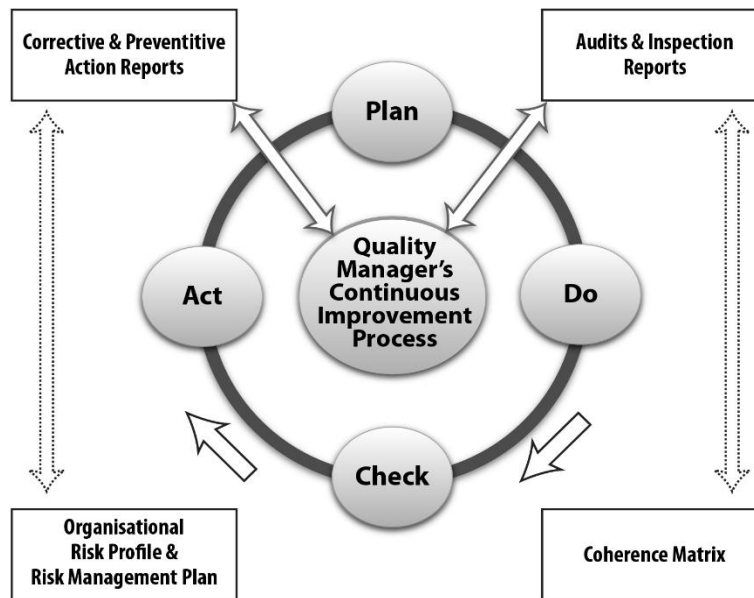 Corrective & Preventitive
Action Reports
Audits & Inspection
Reports
Plan
Quality
Manager's
Continuous
Improvement
Process
Act
Do
Check
Organisational
Risk Profile &
Risk Management Plan
Coherence Matrix